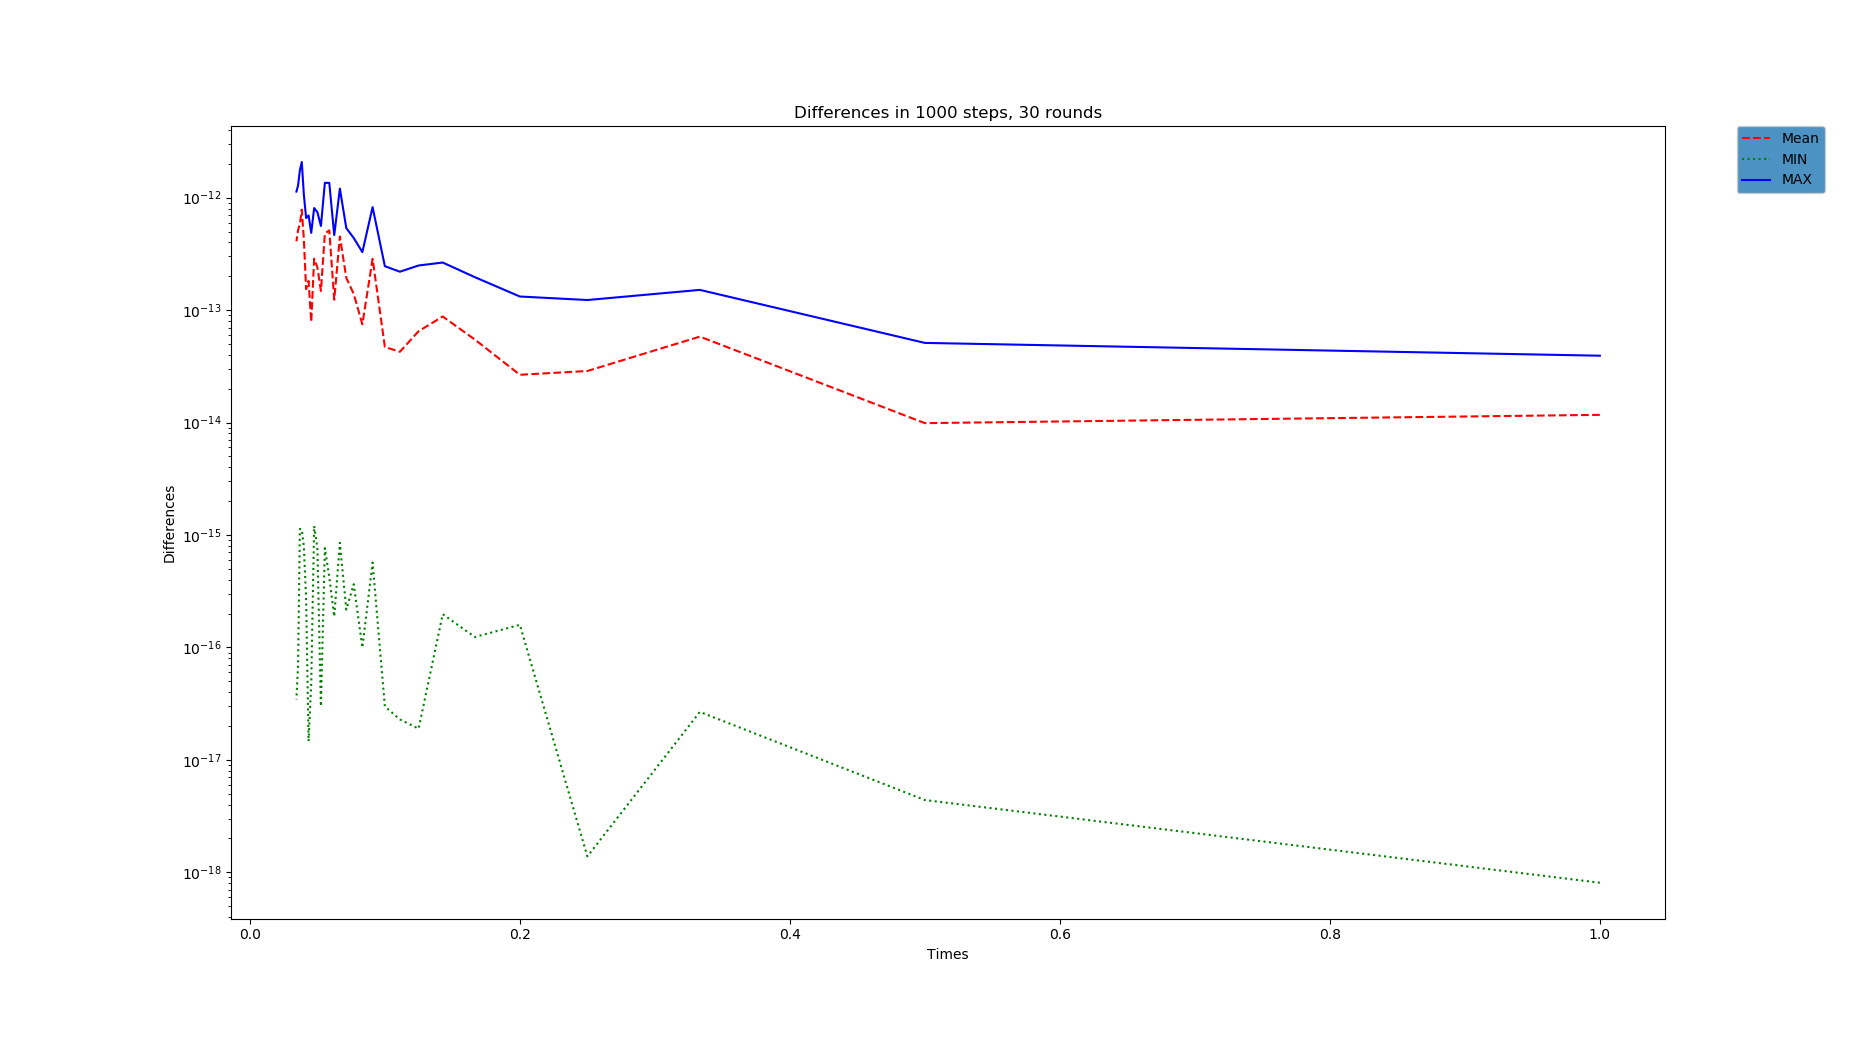 Differences in 1000 steps, 30 rounds
Mean
MIN
MAX
10⁻¹²
10⁻¹³
10⁻¹⁴
10⁻¹⁵
10⁻¹⁶
10⁻¹⁷
10⁻¹⁸
Differences
0.0 0.2 0.4 0.6 0.8 1.0
Times